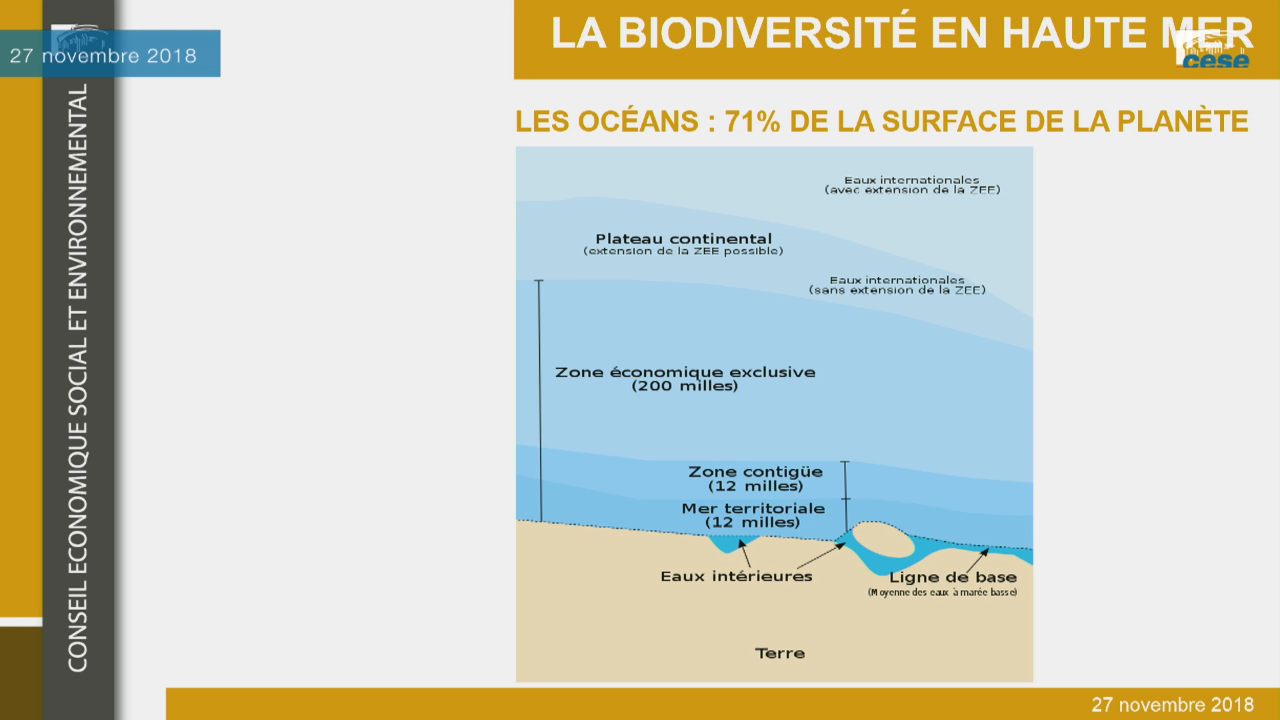 27 novembre 2018
CONSEIL ECONOMIQUE SOCIAL ET ENVIRONNEMENTAL
LA BIODIVERSITÉ EN HAUTE MER
cese
LES OCÉANS : 71% DE LA SURFACE DE LA PLANÈTE
Eaux internationales
(avec extension de la ZEE)
Plateau continental
(extension de la ZEE possible)
Eaux internationales
(sans extension de la ZEE)
Zone économique exclusive
(200 milles)
Zone contigüe
(12 milles)
Mer territoriale
(12 milles)
Eaux intérieures
Ligne de base
(Moyenne des eaux à marée basse)
Terre
27 novembre 2018